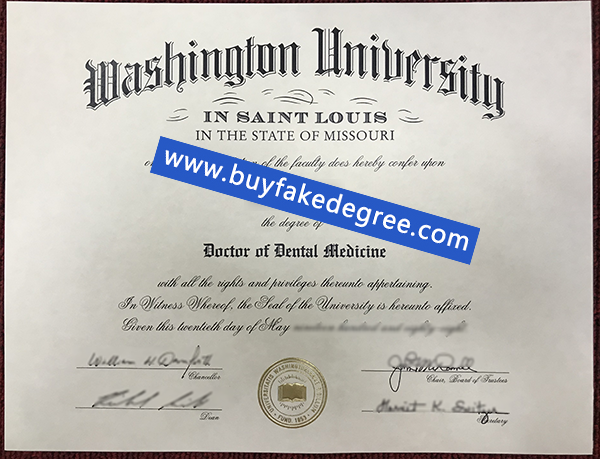 Washington University
IN SAINT LOUIS
IN THE STATE OF MISSOURI
of the faculty does hereby confer upon
www.buyfakedegree.com
the degree of
Doctor of Dental Medicine
with all the rights and privileges thereunto appertaining.
In Witness Whereof, the Seal of the University is hereunto affixed.
Given this twentieth day of May
Chancellor
Chair, Board of Trustees
Dean
Secretary